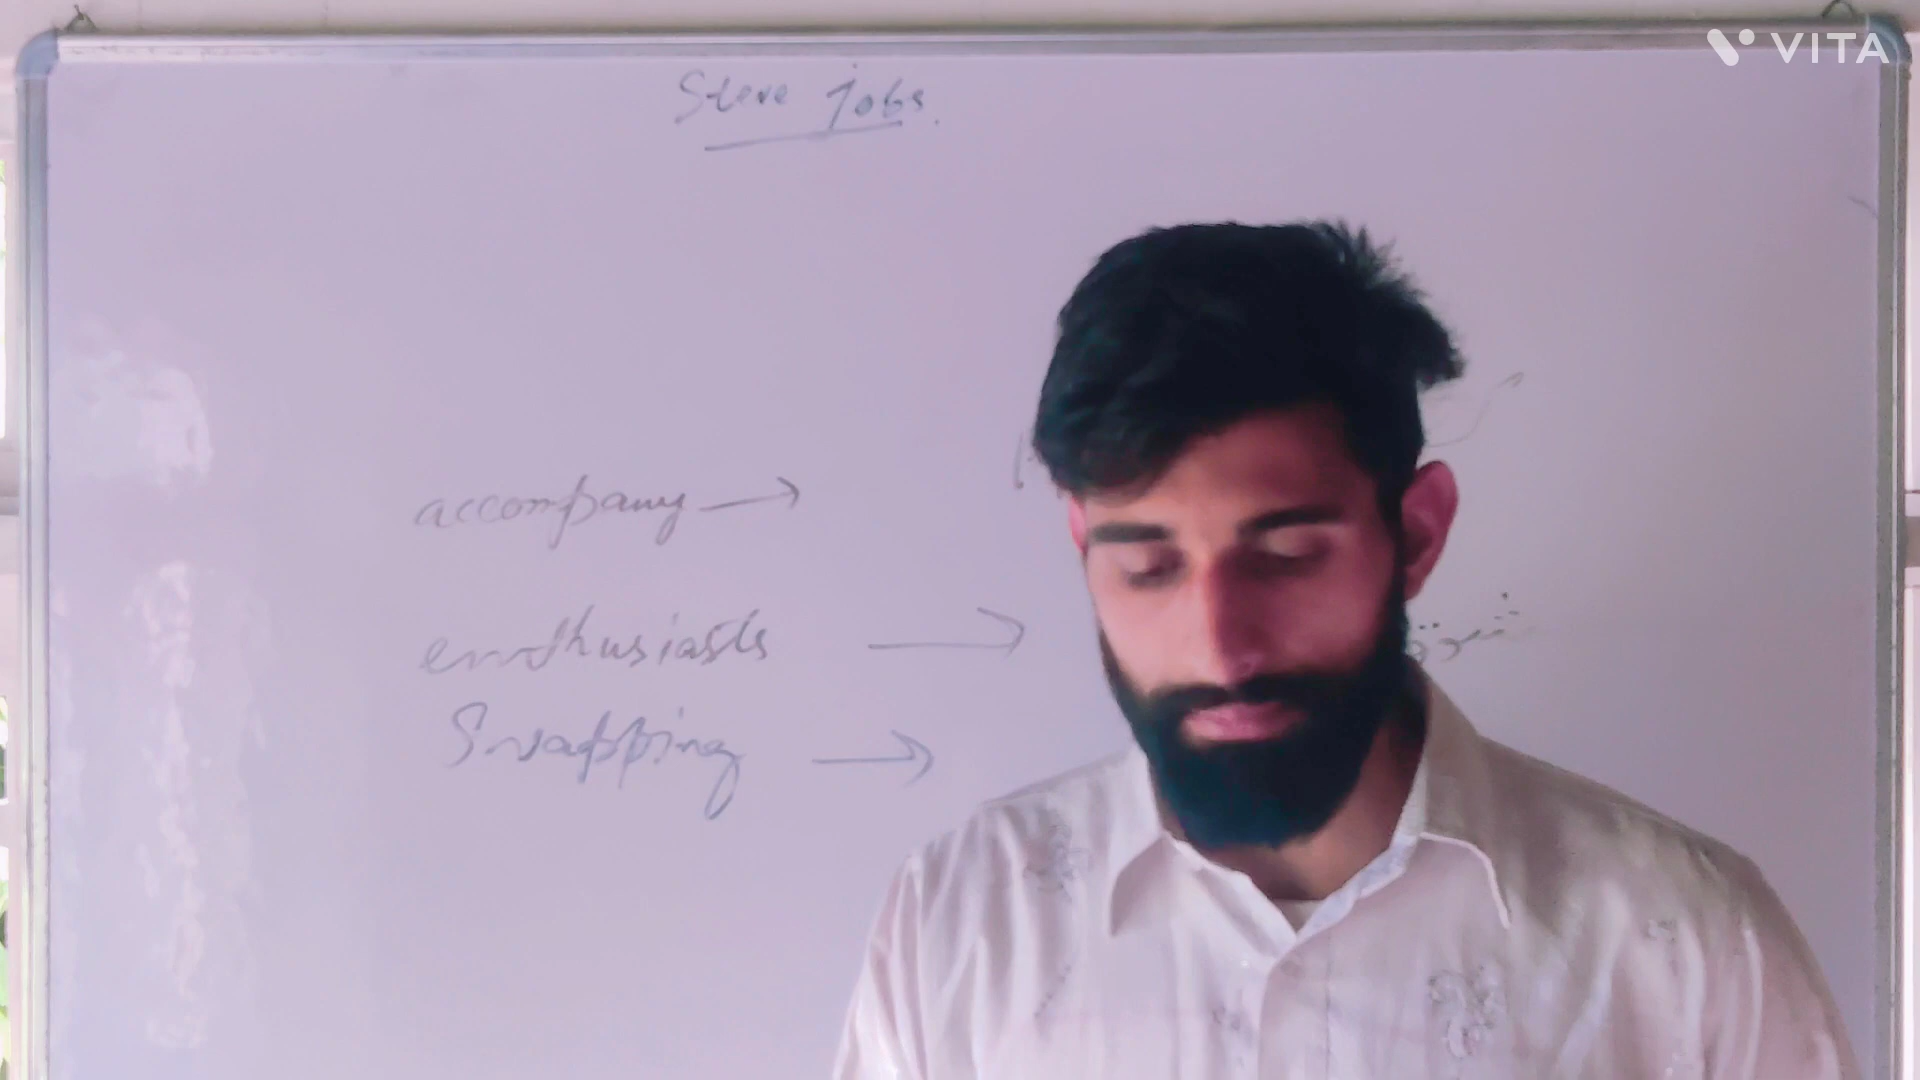 VITA
Steve Jobs.
accompany →
enthusiasts →
Swapping →